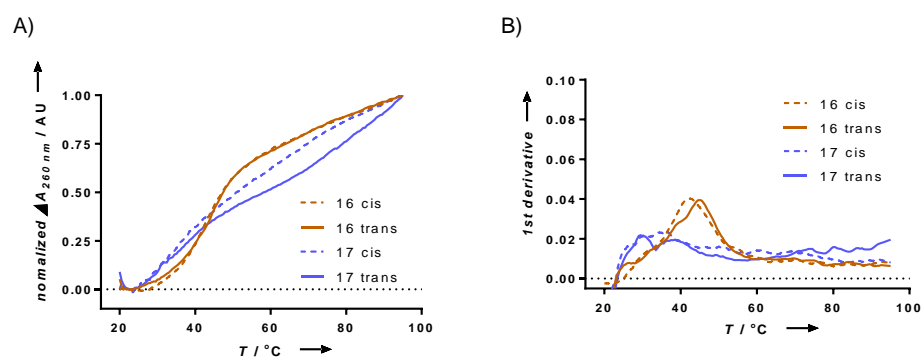 A)
normalized ◢A260 nm / AU
1.00
0.75
0.50
0.25
0.00
16 cis
16 trans
17 cis
17 trans
20 40 60 80 100
T / °C
B)
1st derivative
0.10
0.08
0.06
0.04
0.02
0.00
16 cis
16 trans
17 cis
17 trans
20 40 60 80 100
T / °C